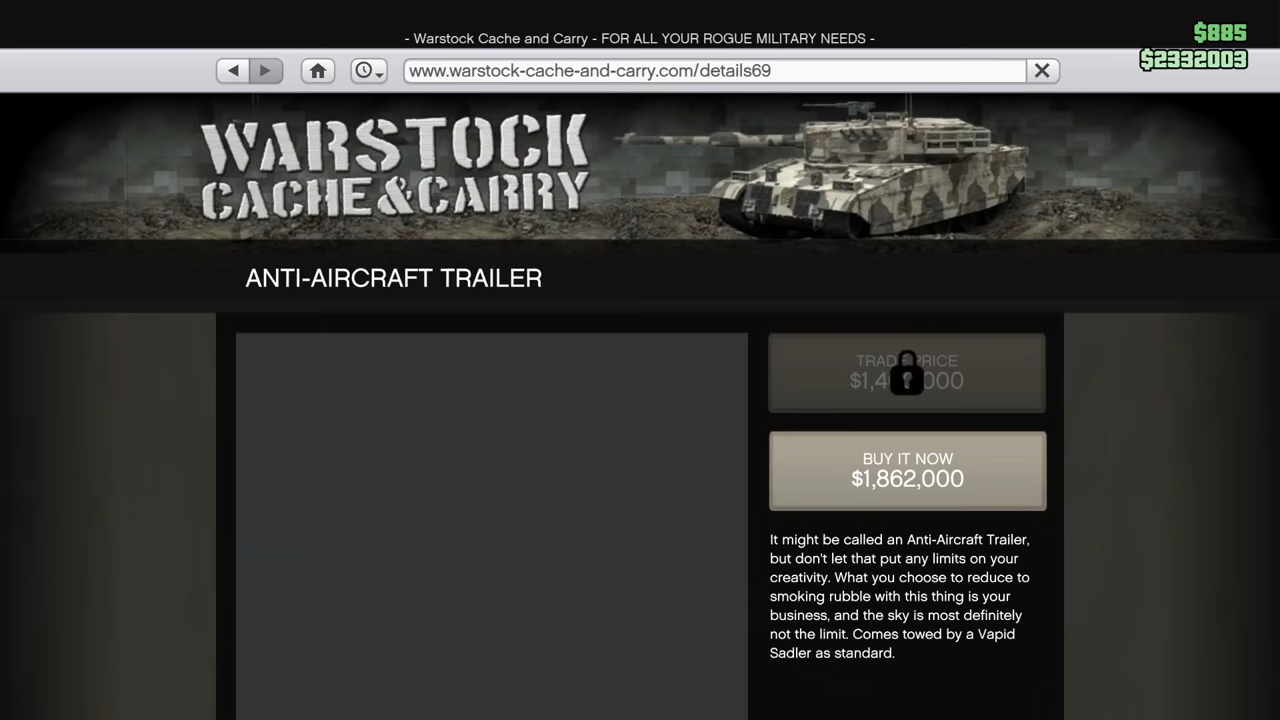 - Warstock Cache and Carry - FOR ALL YOUR ROGUE MILITARY NEEDS -
$885
$2332003
www.warstock-cache-and-carry.com/details69
WARSTOCK
CACHE&CARRY
ANTI-AIRCRAFT TRAILER
TRADE PRICE
BUY IT NOW
$1,862,000
It might be called an Anti-Aircraft Trailer,
but don't let that put any limits on your
creativity. What you choose to reduce to
smoking rubble with this thing is your
business, and the sky is most definitely
not the limit. Comes towed by a Vapid
Sadler as standard.